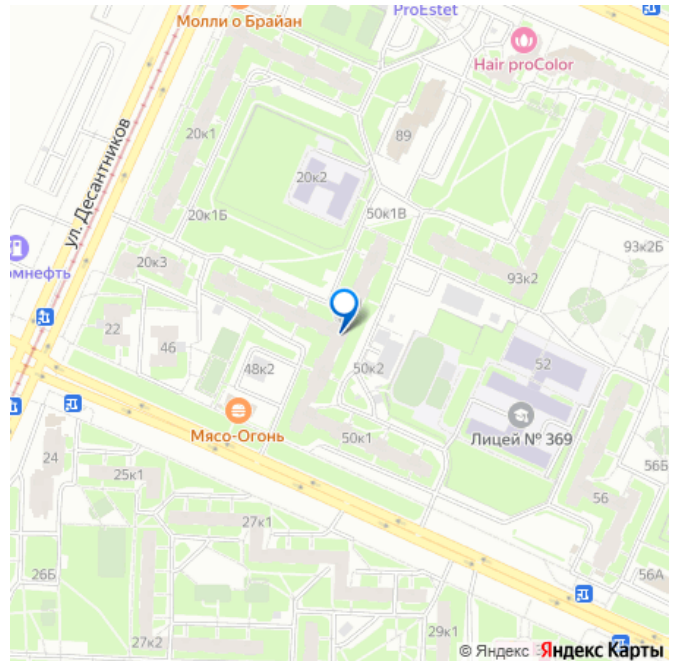 ProEstet
Молли о Брайан
Hair proColor
20к1
89
ул. Десантников
20к2
20к1Б
50к1В
93к2Б
омнефть
20к3
93к2
22
46
52
48к2
50к2
Мясо-Огонь
50к1
Лицей № 369
24
25к1
56Б
56
27к1
26Б
56А
29к1
27к2
© Яндекс
Яндекс Карты